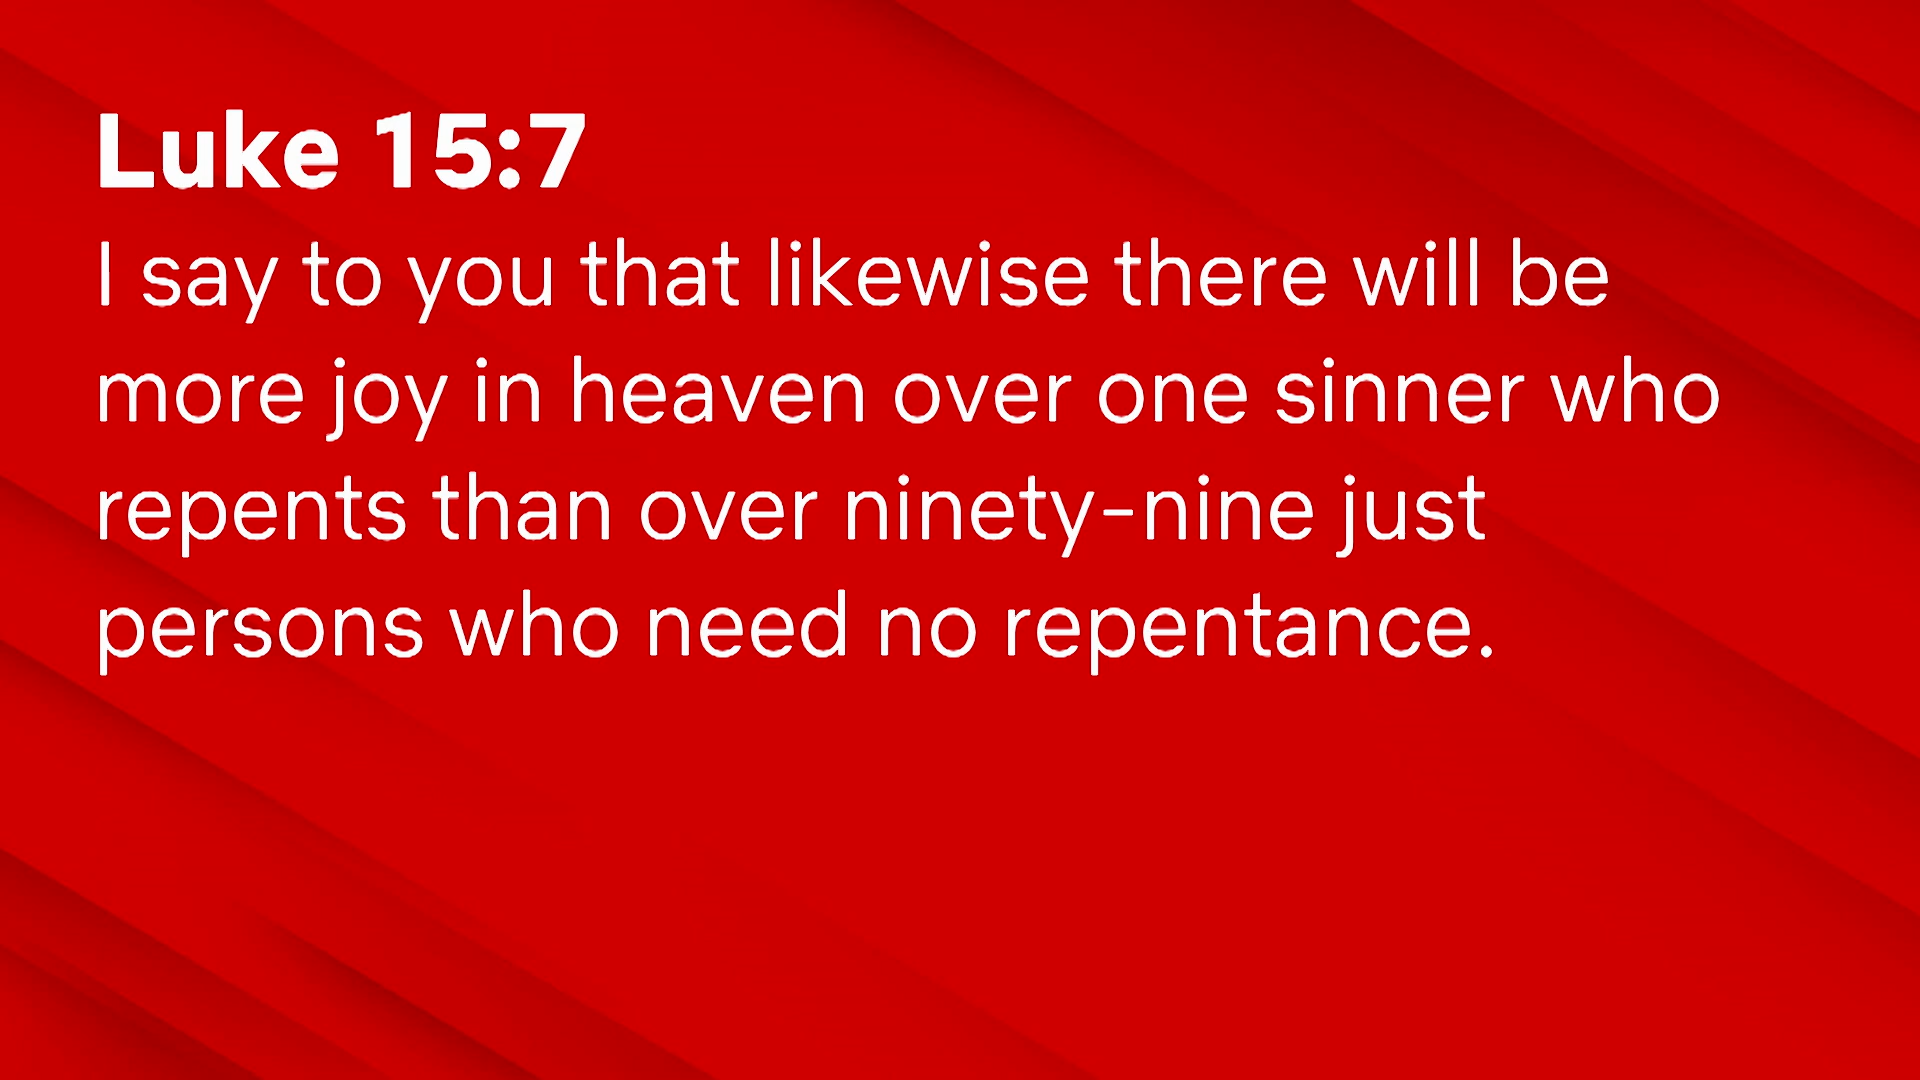 Luke 15:7
I say to you that likewise there will be
more joy in heaven over one sinner who
repents than over ninety-nine just
persons who need no repentance.